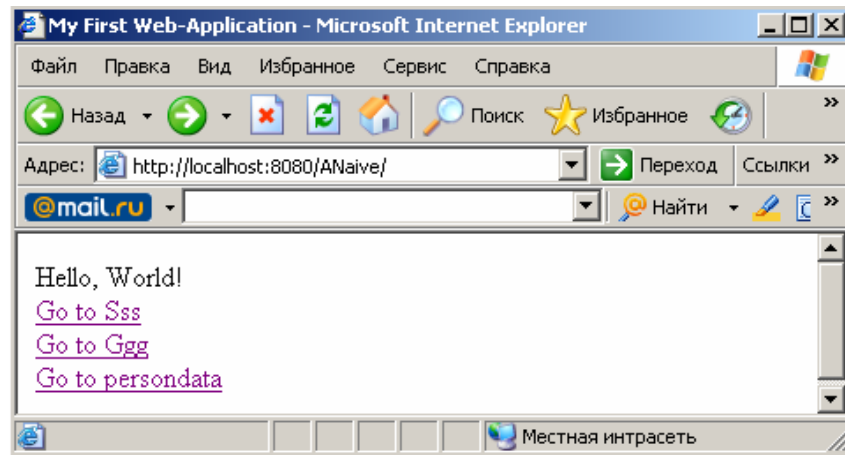 My First Web-Application - Microsoft Internet Explorer
Файл Правка Вид Избранное Сервис Справка
Назад Поиск Избранное »
Адрес: http://localhost:8080/ANaive/ Переход Ссылки »
@mail.ru Найти »
Hello, World!
Go to Sss
Go to Ggg
Go to persondata
Местная интрасеть